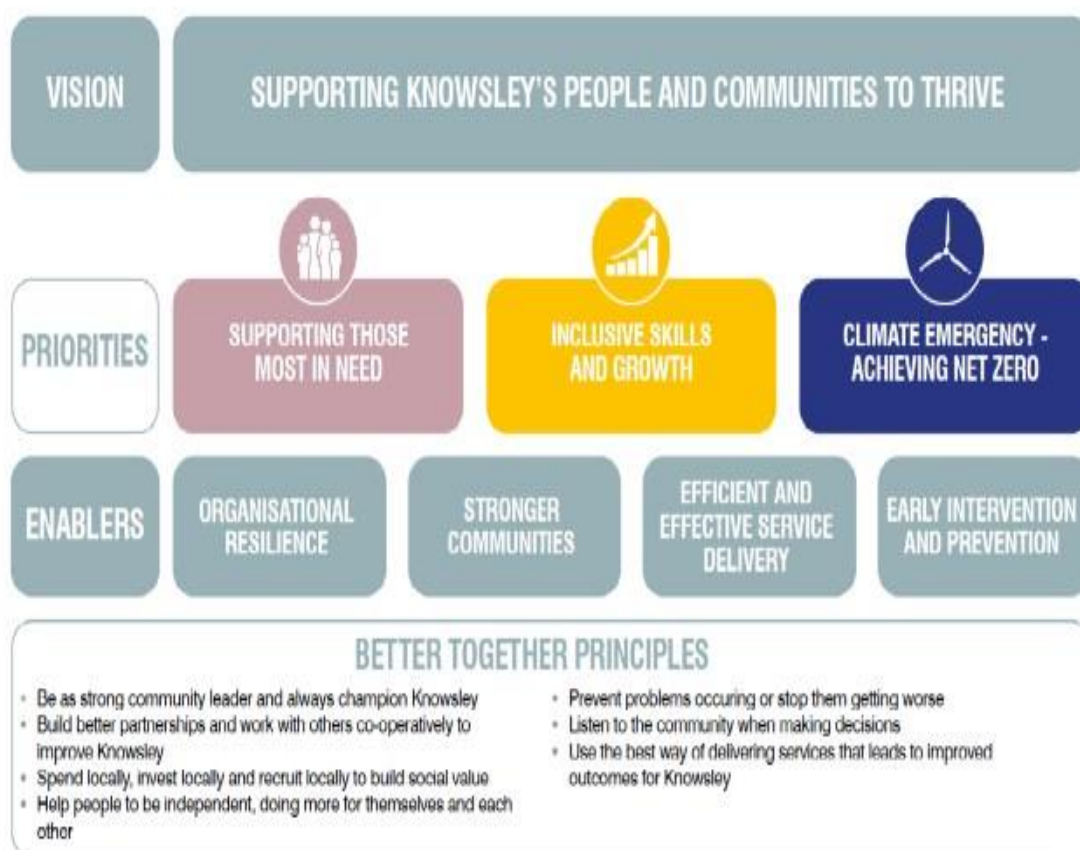 VISION
SUPPORTING KNOWSLEY'S PEOPLE AND COMMUNITIES TO THRIVE
PRIORITIES
SUPPORTING THOSE
MOST IN NEED
INCLUSIVE SKILLS
AND GROWTH
CLIMATE EMERGENCY -
ACHIEVING NET ZERO
ENABLERS
ORGANISATIONAL
RESILIENCE
STRONGER
COMMUNITIES
EFFICIENT AND
EFFECTIVE SERVICE
DELIVERY
EARLY INTERVENTION
AND PREVENTION
BETTER TOGETHER PRINCIPLES
• Be as strong community leader and always champion Knowsley
• Build better partnerships and work with others co-operatively to
improve Knowsley
• Spend locally, invest locally and recruit locally to build social value
• Help people to be independent, doing more for themselves and each
other
• Prevent problems occuring or stop them getting worse
• Listen to the community when making decisions
• Use the best way of delivering services that leads to improved
outcomes for Knowsley